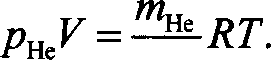 p_He V = m_He / RT.